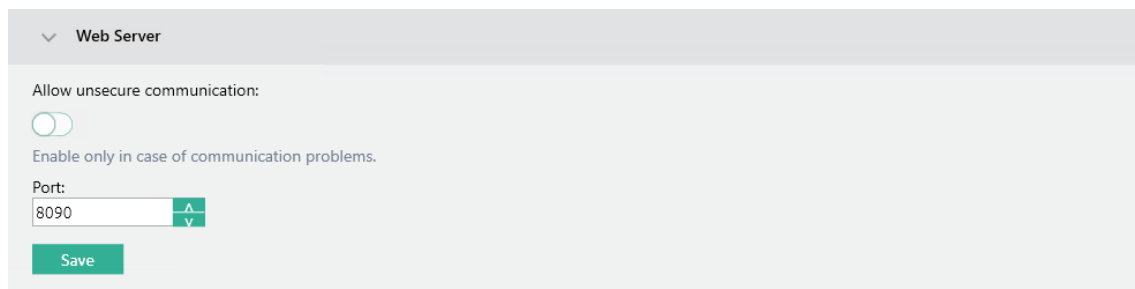 Web Server
Allow unsecure communication:
Enable only in case of communication problems.
Port:
8090
Save